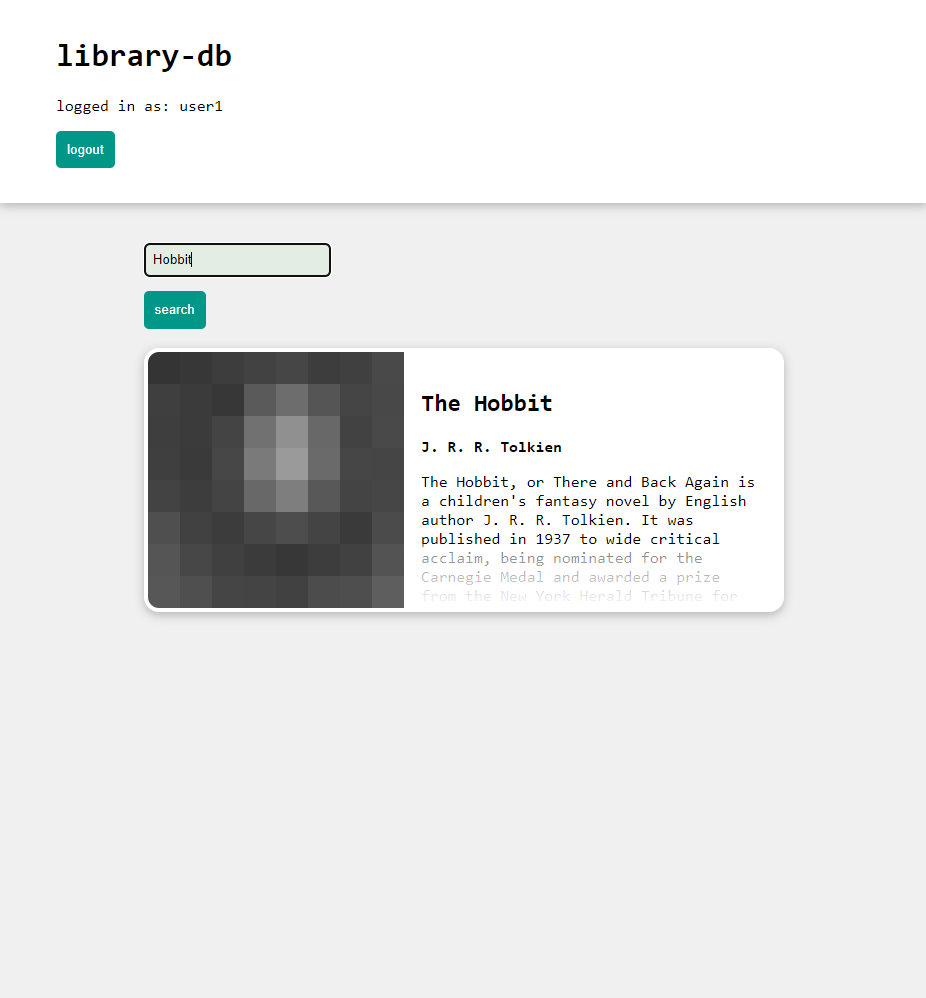 library-db
logged in as: user1
logout
Hobbit
search
The Hobbit
J. R. R. Tolkien
The Hobbit, or There and Back Again is
a children's fantasy novel by English
author J. R. R. Tolkien. It was
published in 1937 to wide critical
acclaim, being nominated for the
Carnegie Medal and awarded a prize
from the New York Herald Tribune for